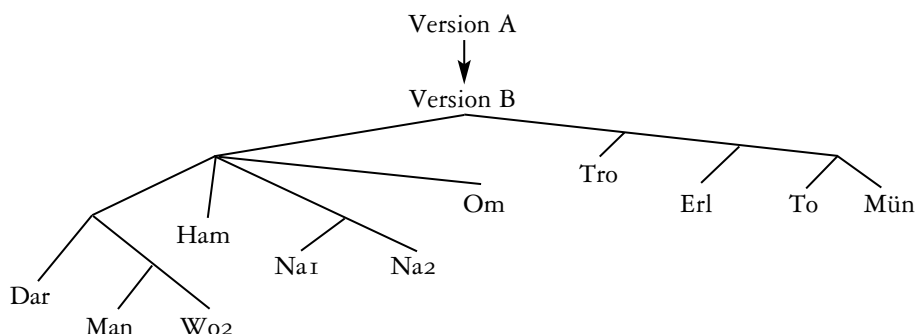 Version A
Version B
Tro
Om
Erl
To
Mün
Ham
Na1
Na2
Dar
Man
Wo2